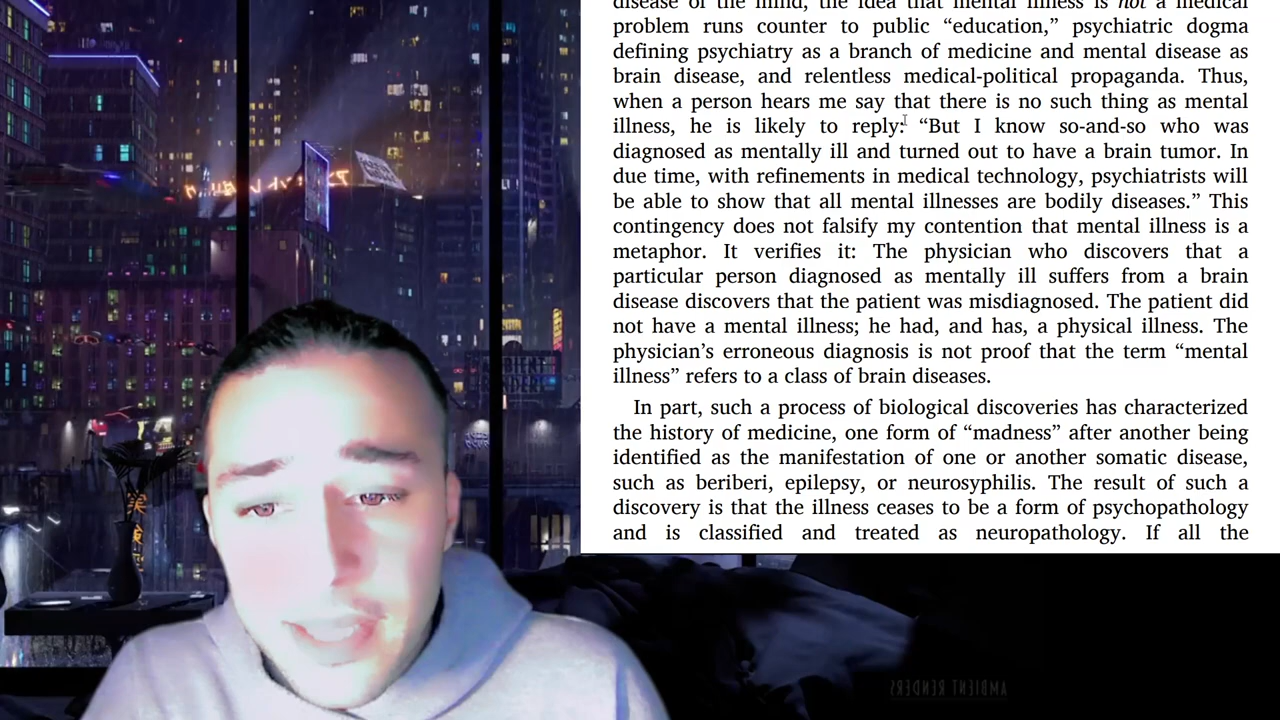 disease of the mind, the idea that mental illness is not a medical
problem runs counter to public “education,” psychiatric dogma
defining psychiatry as a branch of medicine and mental disease as
brain disease, and relentless medical-political propaganda. Thus,
when a person hears me say that there is no such thing as mental
illness, he is likely to reply: “But I know so-and-so who was
diagnosed as mentally ill and turned out to have a brain tumor. In
due time, with refinements in medical technology, psychiatrists will
be able to show that all mental illnesses are bodily diseases.” This
contingency does not falsify my contention that mental illness is a
metaphor. It verifies it: The physician who discovers that a
particular person diagnosed as mentally ill suffers from a brain
disease discovers that the patient was misdiagnosed. The patient did
not have a mental illness; he had, and has, a physical illness. The
physician’s erroneous diagnosis is not proof that the term “mental
illness” refers to a class of brain diseases.
In part, such a process of biological discoveries has characterized
the history of medicine, one form of “madness” after another being
identified as the manifestation of one or another somatic disease,
such as beriberi, epilepsy, or neurosyphilis. The result of such a
discovery is that the illness ceases to be a form of psychopathology
and is classified and treated as neuropathology. If all the
AMBIENT RENDERS
AMBIENT RENDERS